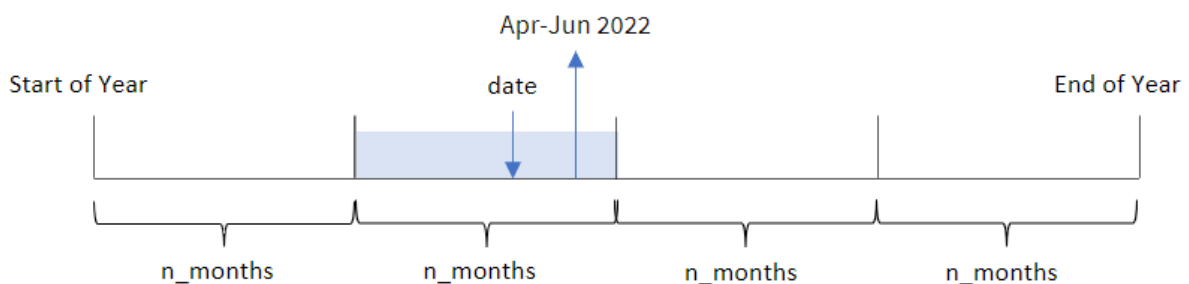 Apr-Jun 2022
Start of Year
date
End of Year
n_months
n_months
n_months
n_months